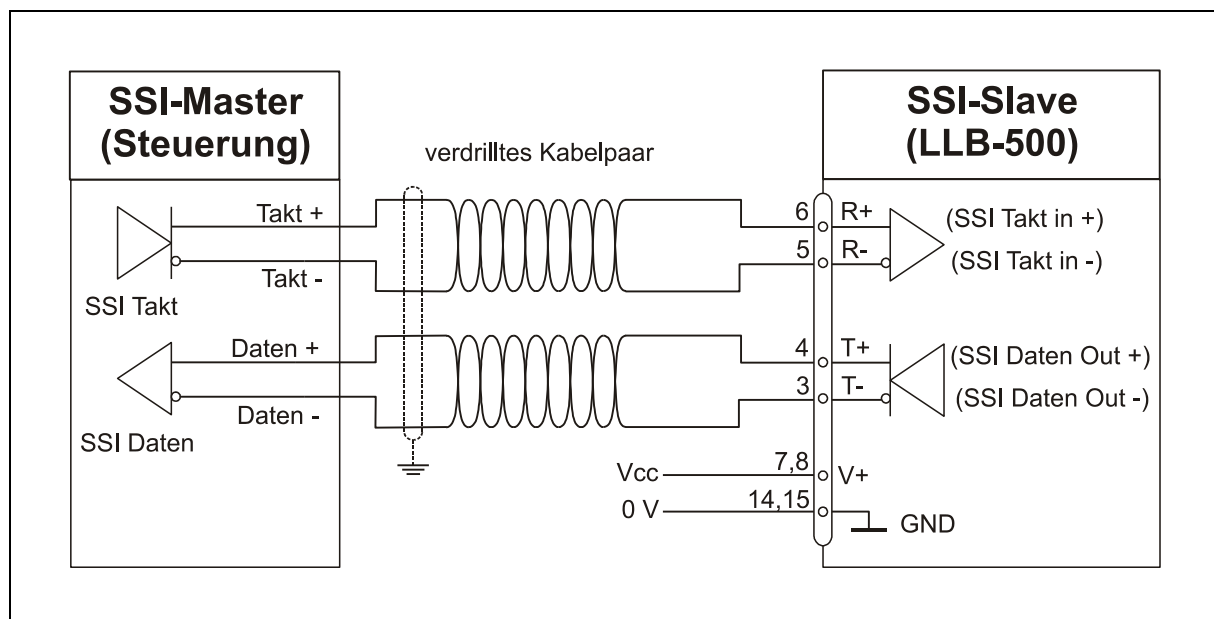 SSI-Master
(Steuerung)
SSI-Slave
(LLB-500)
verdrilltes Kabelpaar
Takt +
Takt -
SSI Takt
6
R+
(SSI Takt in +)
5
R-
(SSI Takt in -)
Daten +
Daten -
SSI Daten
4
T+
(SSI Daten Out +)
3
T-
(SSI Daten Out -)
Vcc
7,8
V+
0 V
14,15
GND